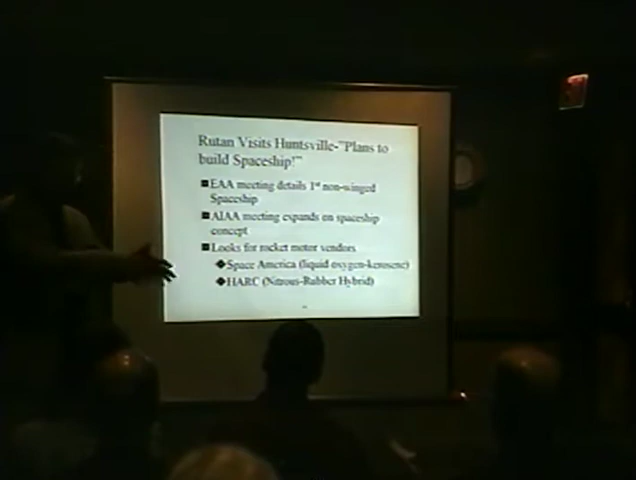 Rutan Visits Huntsville-"Plans to
build Spaceship!"
■EAA meeting details 1st non-winged
Spaceship
■AIAA meeting expands on spaceship
concept
■Looks for rocket motor vendors
◆Space America (liquid oxygen-kerosene)
◆HARC (Nitrous-Rubber Hybrid)